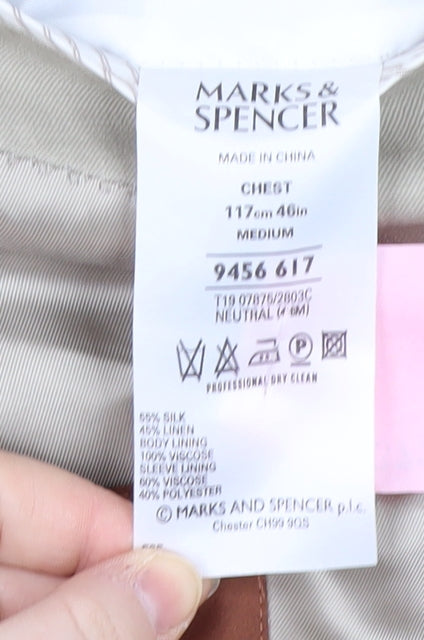 MARKS &
SPENCER
MADE IN CHINA
CHEST
117cm 46in
MEDIUM
9456 617
T19 07876/2803C
NEUTRAL
P
PROFESSIONAL DRY CLEAN
55% SILK
45% LINEN
BODY LINING
100% VISCOSE
SLEEVE LINING
60% VISCOSE
40% POLYESTER
© MARKS AND SPENCER p.l.c.
Chester CH99 9QS